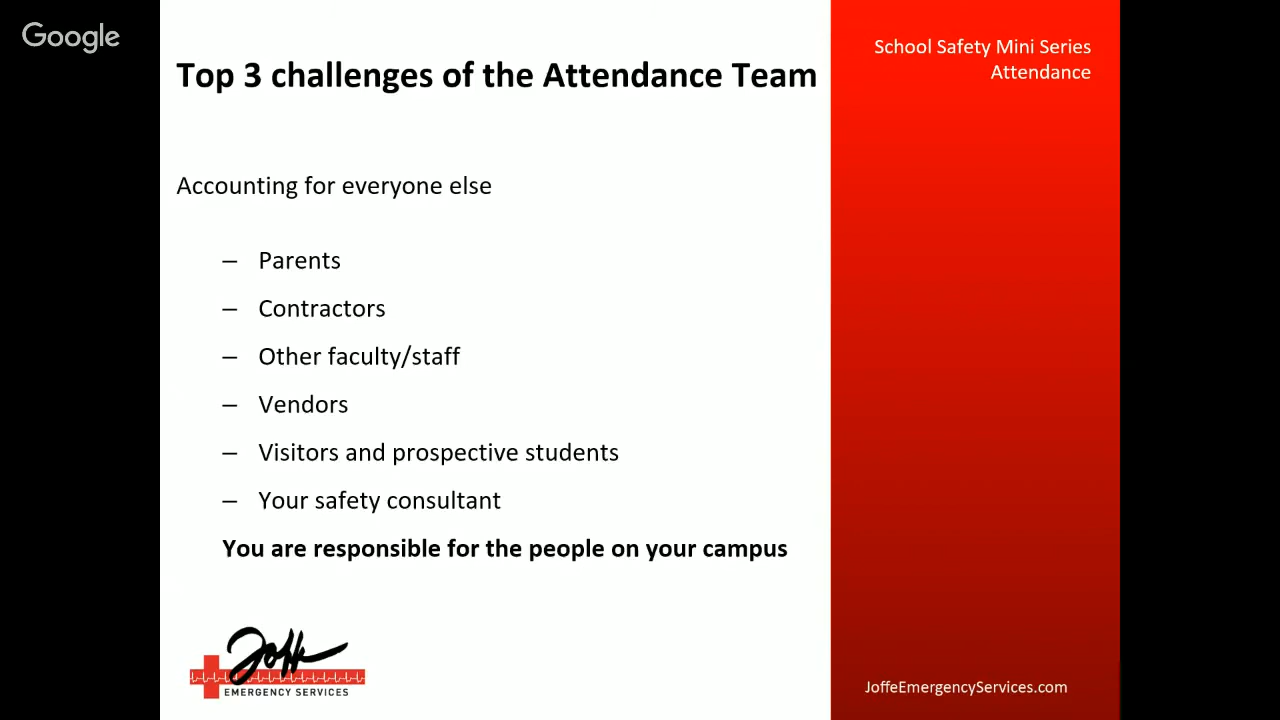 Google
Top 3 challenges of the Attendance Team
School Safety Mini Series
Attendance
Accounting for everyone else
– Parents
– Contractors
– Other faculty/staff
– Vendors
– Visitors and prospective students
– Your safety consultant
You are responsible for the people on your campus
Joffe
EMERGENCY SERVICES
JoffeEmergencyServices.com